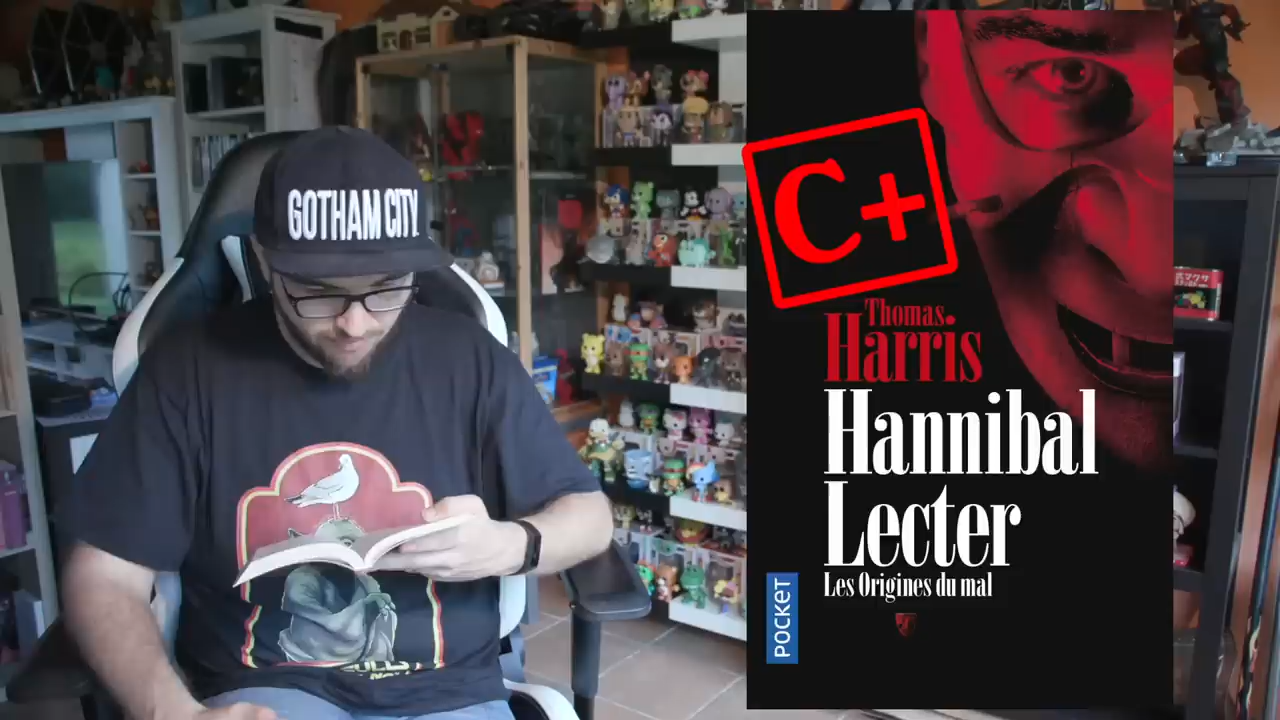 GOTHAM CITY
C+
Thomas
Harris
Hannibal
Lecter
Les Origines du mal
POCKET